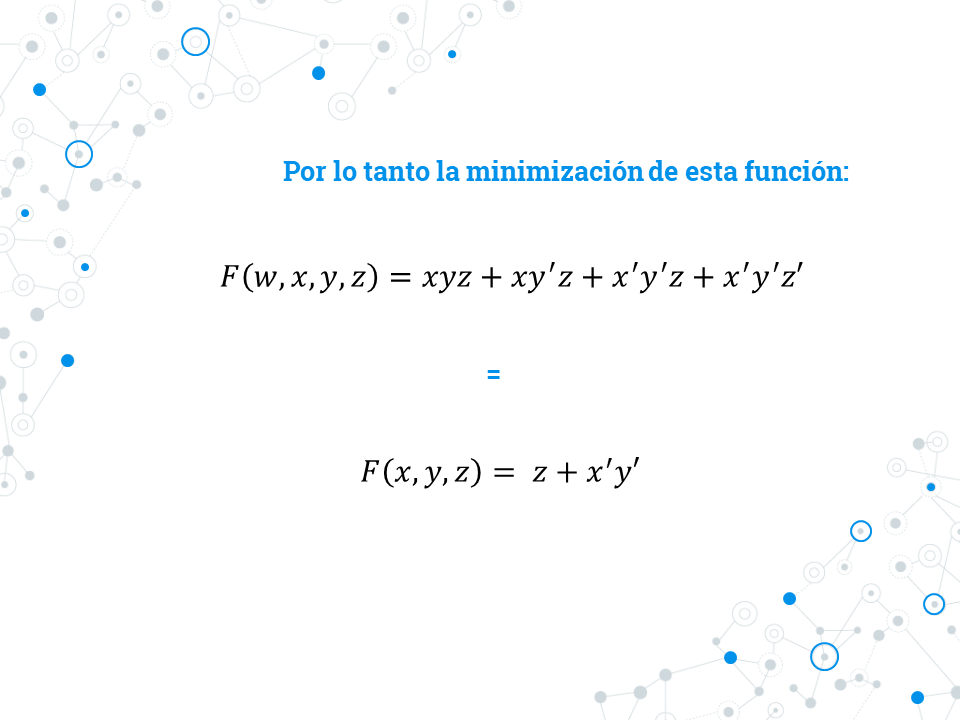 Por lo tanto la minimización de esta función:
F(w, x, y, z) = xyz + xy′z + x′y′z + x′y′z′
=
F(x, y, z) = z + x′y′